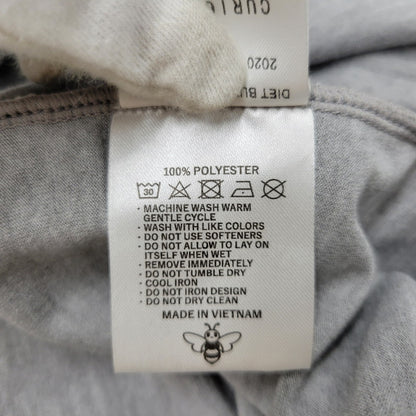 2020
100% POLYESTER
30
· MACHINE WASH WARM
GENTLE CYCLE
· WASH WITH LIKE COLORS
· DO NOT USE SOFTENERS
· DO NOT ALLOW TO LAY ON
ITSELF WHEN WET
· REMOVE IMMEDIATELY
· DO NOT TUMBLE DRY
· COOL IRON
· DO NOT IRON DESIGN
· DO NOT DRY CLEAN
MADE IN VIETNAM